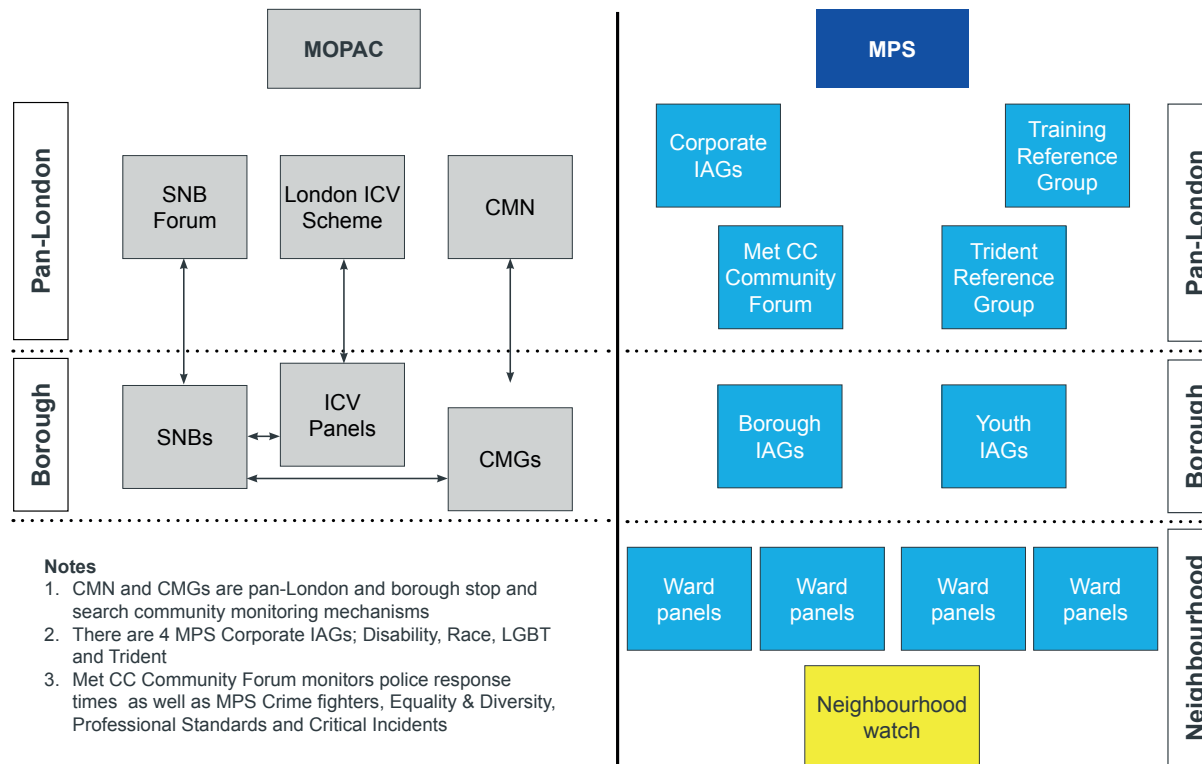 MOPAC
MPS
Pan-London
SNB
Forum
London ICV
Scheme
CMN
Corporate
IAGs
Training
Reference
Group
Met CC
Community
Forum
Trident
Reference
Group
Pan-London
Borough
SNBs
ICV
Panels
CMGs
Borough
IAGs
Youth
IAGs
Borough
Notes
1. CMN and CMGs are pan-London and borough stop and
search community monitoring mechanisms
2. There are 4 MPS Corporate IAGs; Disability, Race, LGBT
and Trident
3. Met CC Community Forum monitors police response
times as well as MPS Crime fighters, Equality & Diversity,
Professional Standards and Critical Incidents
Ward
panels
Ward
panels
Ward
panels
Ward
panels
Neighbourhood
watch
Neighbourhood